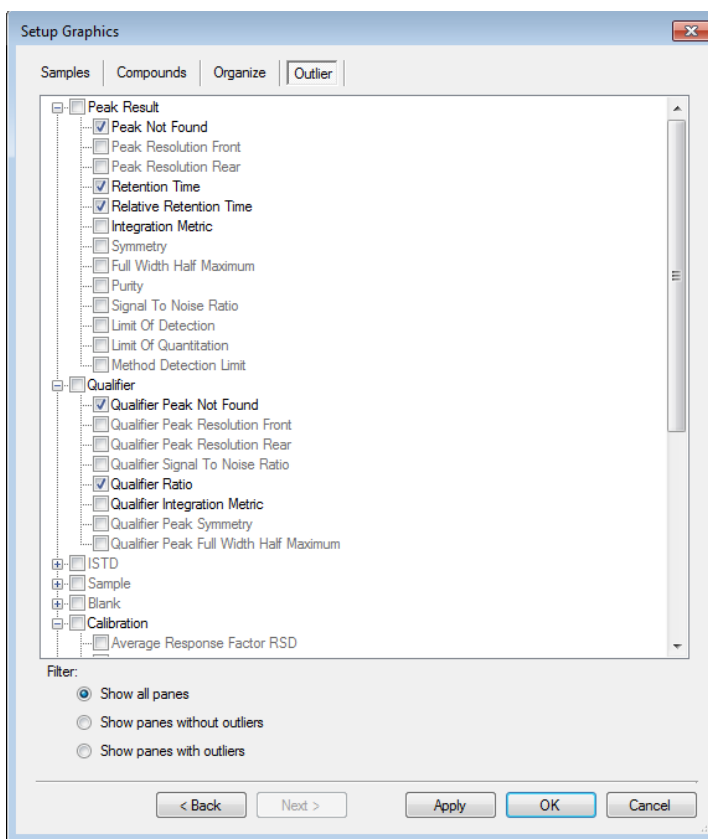 Setup Graphics
Samples Compounds Organize Outlier
Peak Result
Peak Not Found
Peak Resolution Front
Peak Resolution Rear
Retention Time
Relative Retention Time
Integration Metric
Symmetry
Full Width Half Maximum
Purity
Signal To Noise Ratio
Limit Of Detection
Limit Of Quantitation
Method Detection Limit
Qualifier
Qualifier Peak Not Found
Qualifier Peak Resolution Front
Qualifier Peak Resolution Rear
Qualifier Signal To Noise Ratio
Qualifier Ratio
Qualifier Integration Metric
Qualifier Peak Symmetry
Qualifier Peak Full Width Half Maximum
ISTD
Sample
Blank
Calibration
Average Response Factor RSD
Filter:
Show all panes
Show panes without outliers
Show panes with outliers
< Back Next > Apply OK Cancel